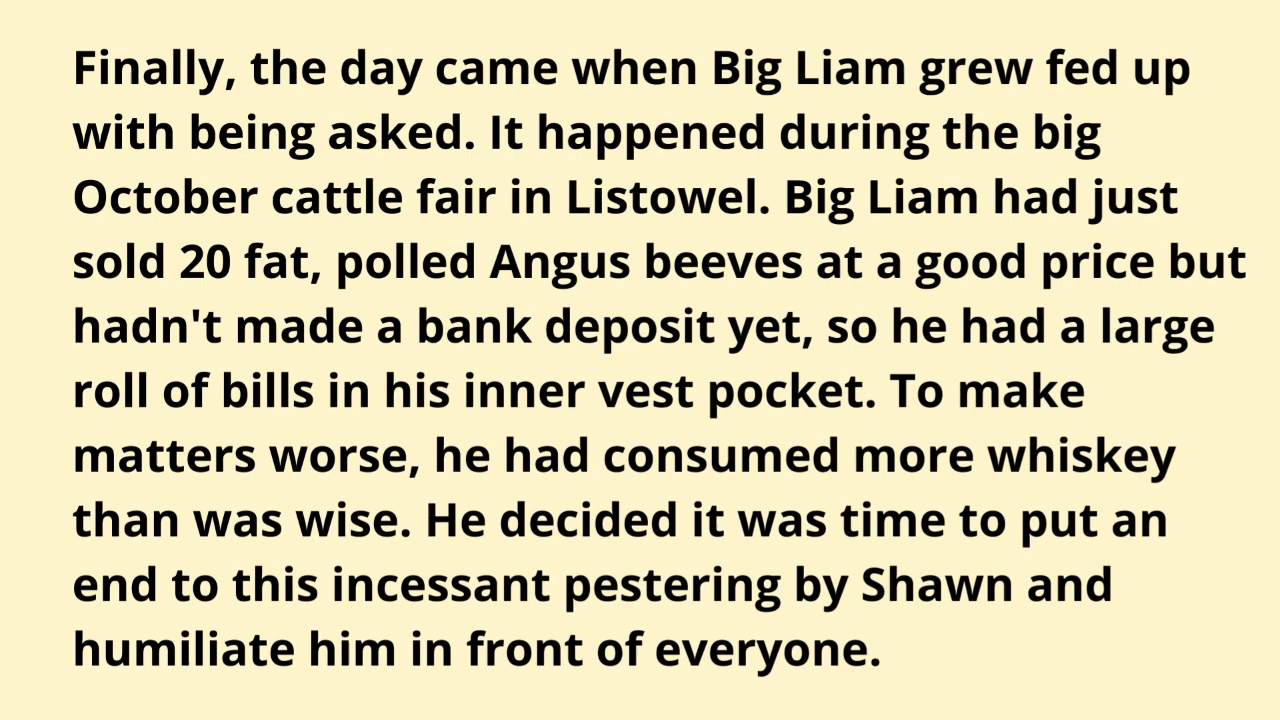 Finally, the day came when Big Liam grew fed up
with being asked. It happened during the big
October cattle fair in Listowel. Big Liam had just
sold 20 fat, polled Angus beeves at a good price but
hadn't made a bank deposit yet, so he had a large
roll of bills in his inner vest pocket. To make
matters worse, he had consumed more whiskey
than was wise. He decided it was time to put an
end to this incessant pestering by Shawn and
humiliate him in front of everyone.